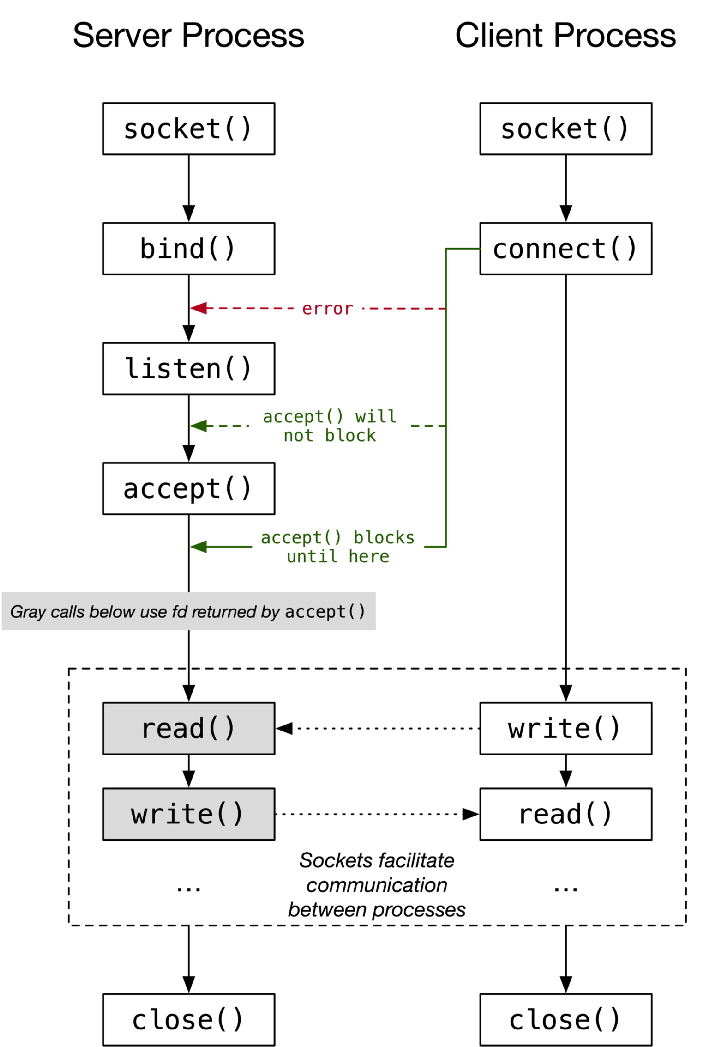 Server Process
Client Process
socket()
socket()
bind()
connect()
error
listen()
accept() will
not block
accept()
accept() blocks
until here
Gray calls below use fd returned by accept()
read()
write()
write()
read()
Sockets facilitate
communication
between processes
...
...
close()
close()